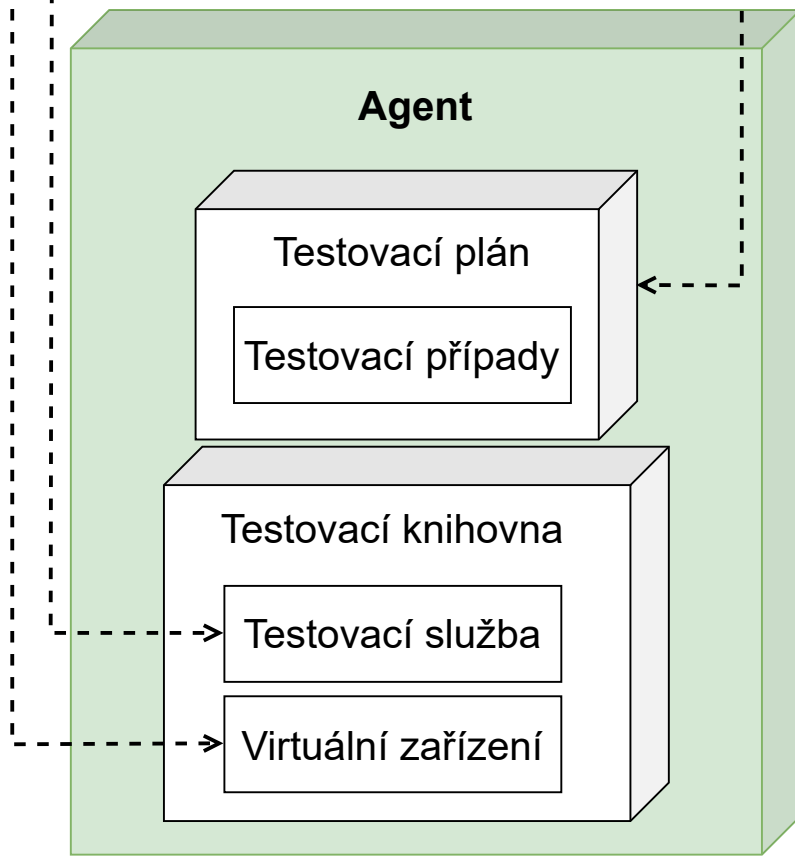 Agent
Testovací plán
Testovací případy
Testovací knihovna
Testovací služba
Virtuální zařízení